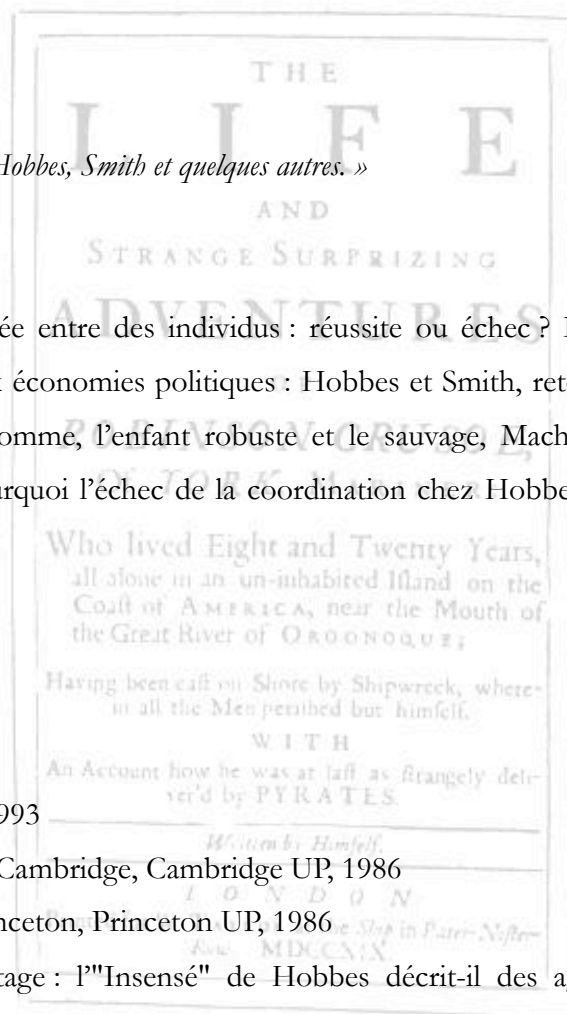 THE
LIFE
Hobbes, Smith et quelques autres. »
AND
STRANGE SURPRIZING
ADVENTURES
ée entre des individus : réussite ou échec ?
économies politiques : Hobbes et Smith,
ROBINSON CRUSOE,
omme, l'enfant robuste et le sauvage,
Of YORK, MARINER:
urquoi l'échec de la coordination chez
Who lived Eight and Twenty Years,
all alone in an un-inhabited Iſland on the
Coaſt of AMERICA, near the Mouth of
the Great River of OROONOQUE;
Having been caſt on Shore by Shipwreck, where-
in all the Men periſhed but himſelf.
WITH
An Account how he was at laſt as ſtrangely deli-
ver'd by PYRATES.
993
Written by Himſelf.
Cambridge, Cambridge UP, 1986
LONDON
nceton, Princeton UP, 1986
Ship in Pater-Noſter-
MDCCXIX.
tage : l'"Insensé" de Hobbes décrit-il des